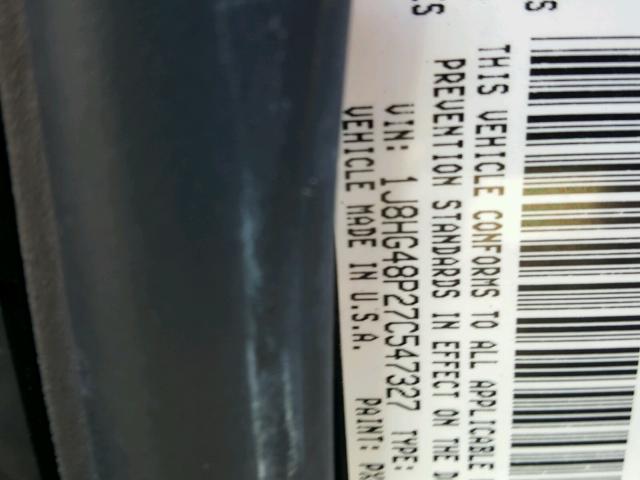 THIS VEHICLE CONFORMS TO ALL APPLICABLE
PREVENTION STANDARDS IN EFFECT ON THE
VIN: 1J8HG48P27C547327 TYPE:
VEHICLE MADE IN U.S.A. PAINT: